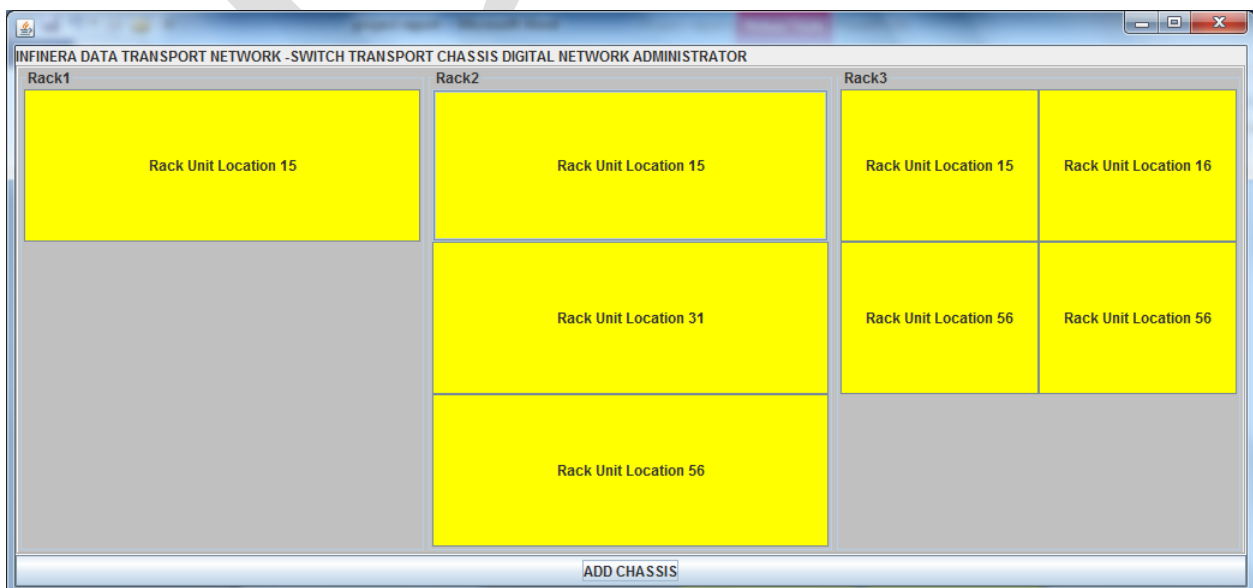 INFINERA DATA TRANSPORT NETWORK -SWITCH TRANSPORT CHASSIS DIGITAL NETWORK ADMINISTRATOR
Rack1
Rack Unit Location 15
Rack2
Rack Unit Location 15
Rack Unit Location 31
Rack Unit Location 56
Rack3
Rack Unit Location 15
Rack Unit Location 16
Rack Unit Location 56
Rack Unit Location 56
ADD CHASSIS